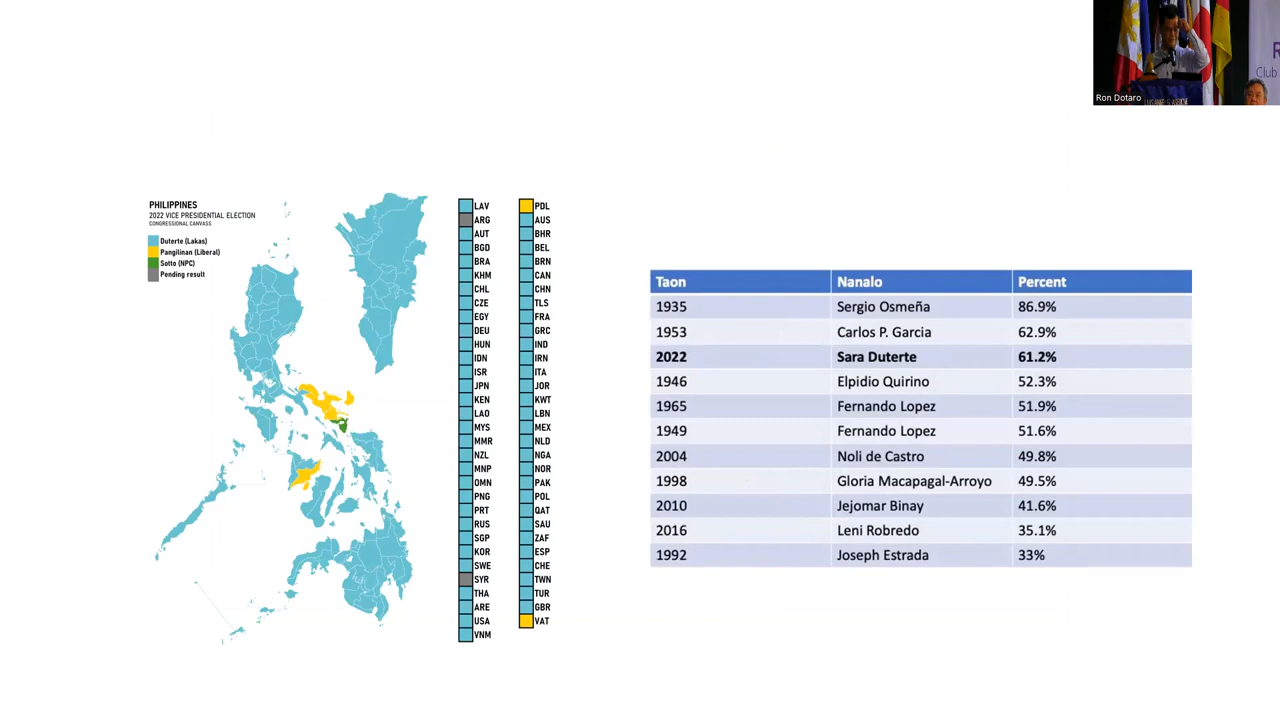 Ron Dotaro
Club
PHILIPPINES
2022 VICE PRESIDENTIAL ELECTION
CONGRESSIONAL CANVASS
Duterte (Lakas)
Pangilinan (Liberal)
Sotto (NPC)
Pending result
LAV PDL
ARG AUS
AUT BHR
BGD BEL
BRA BRN
KHM CAN
CHL CHN
CZE TLS
EGY FRA
DEU GRC
HUN IND
IDN IRN
ISR ITA
JPN JOR
KEN KWT
LAO LBN
MYS MEX
MMR NLD
NZL NGA
MNP NOR
OMN PAK
PNG POL
PRT QAT
RUS SAU
SGP ZAF
KOR ESP
SWE CHE
SYR TWN
THA TUR
ARE GBR
USA VAT
VNM
Taon Nanalo Percent
1935 Sergio Osmeña 86.9%
1953 Carlos P. Garcia 62.9%
2022 Sara Duterte 61.2%
1946 Elpidio Quirino 52.3%
1965 Fernando Lopez 51.9%
1949 Fernando Lopez 51.6%
2004 Noli de Castro 49.8%
1998 Gloria Macapagal-Arroyo 49.5%
2010 Jejomar Binay 41.6%
2016 Leni Robredo 35.1%
1992 Joseph Estrada 33%